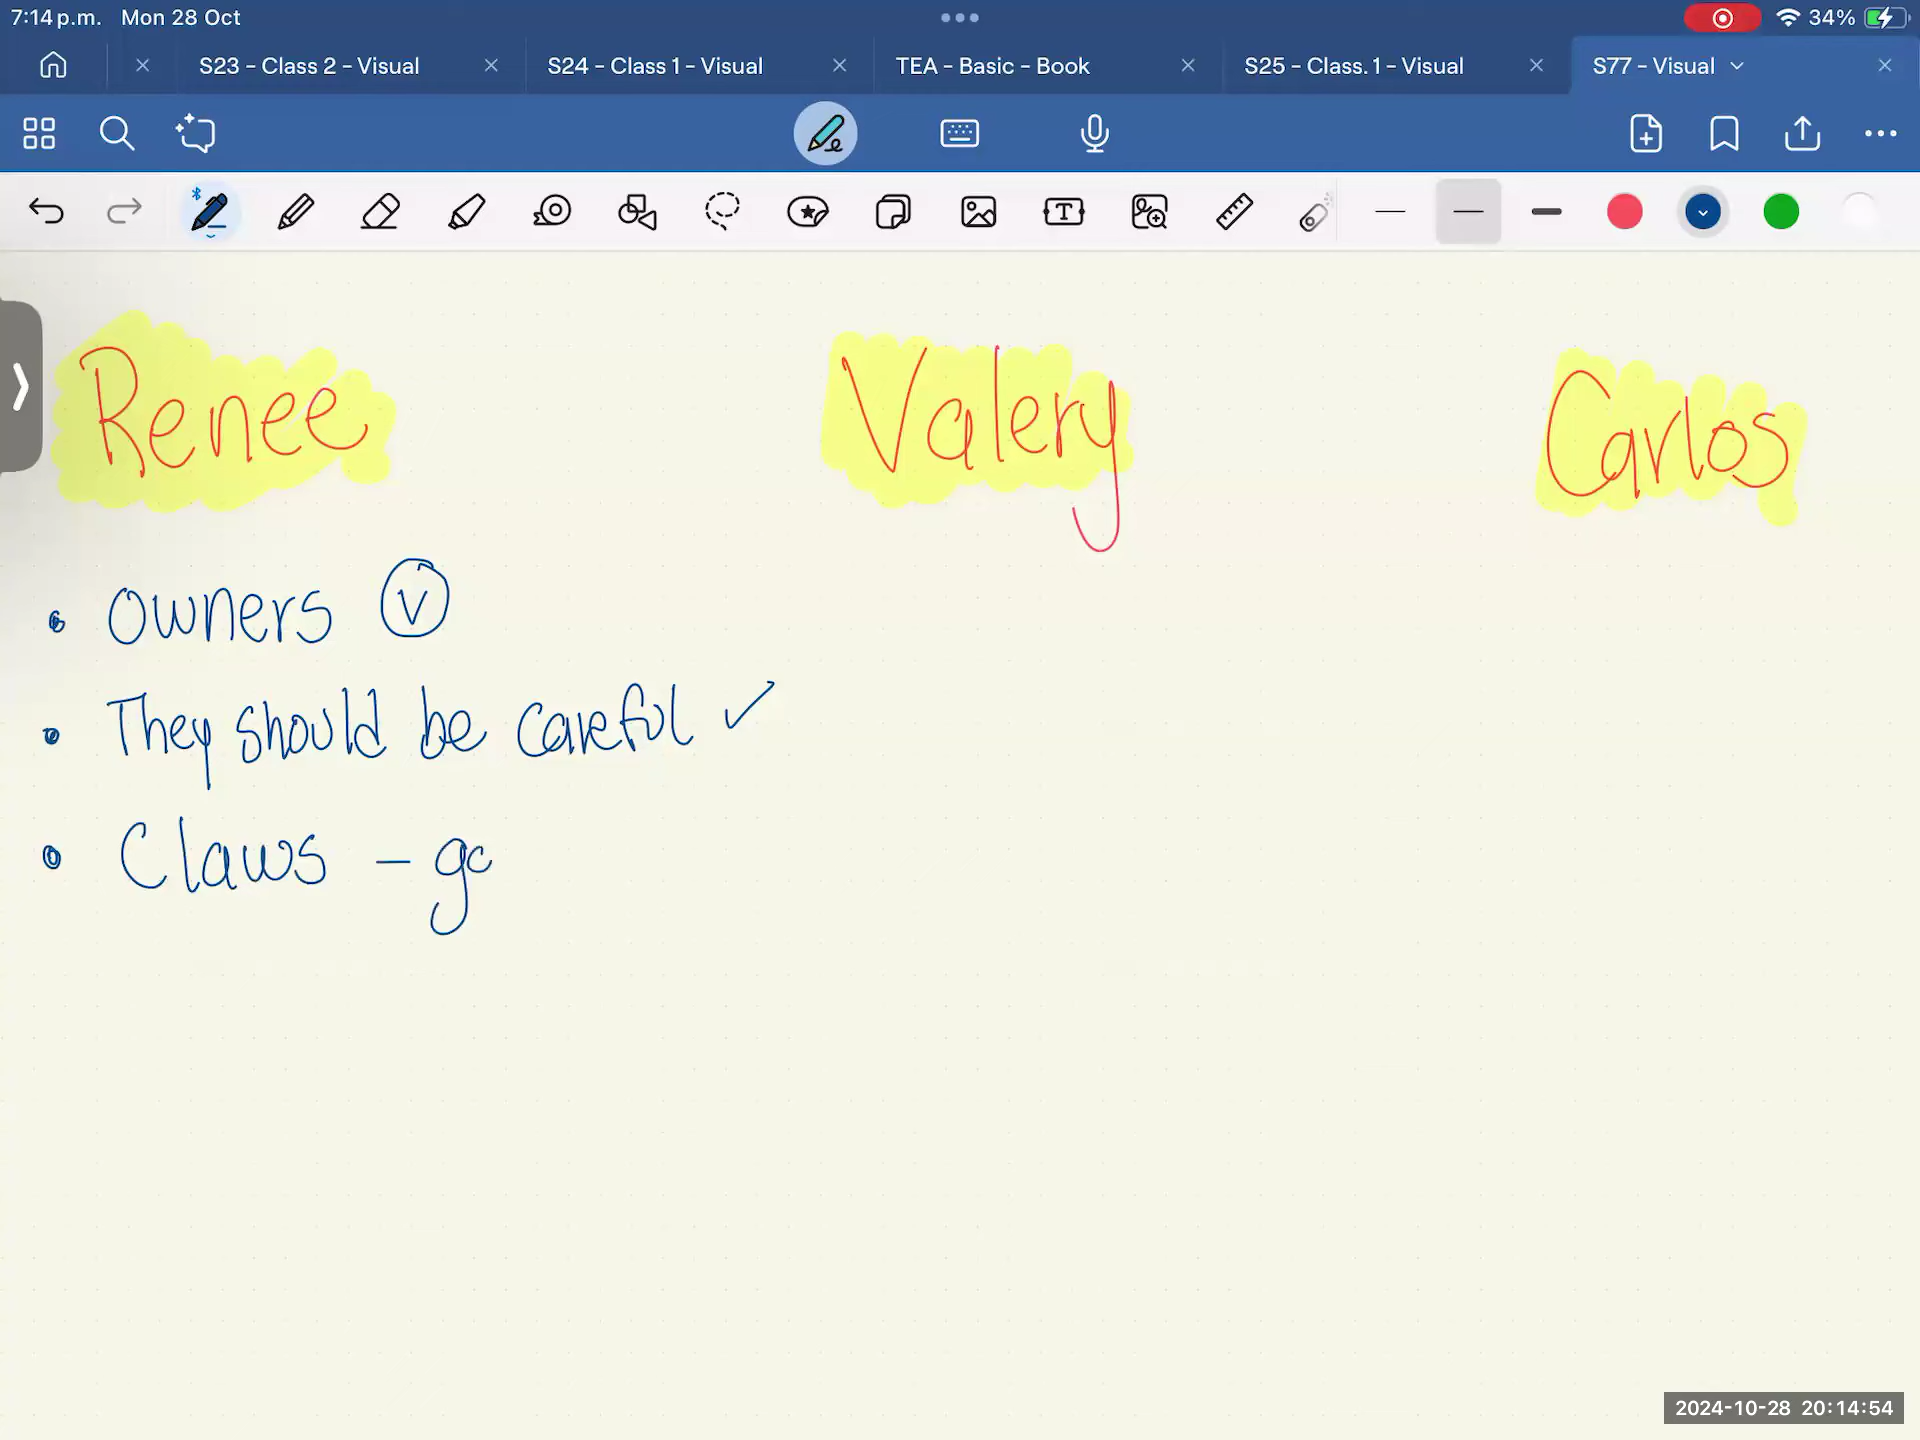 7:14 p.m. Mon 28 Oct
34%
S23 - Class 2 - Visual
S24 - Class 1 - Visual
TEA - Basic - Book
S25 - Class. 1 - Visual
S77 - Visual
Renee
Valery
Carlos
• Owners V
• They should be careful ✓
• Claws - gc
2024-10-28 20:14:54